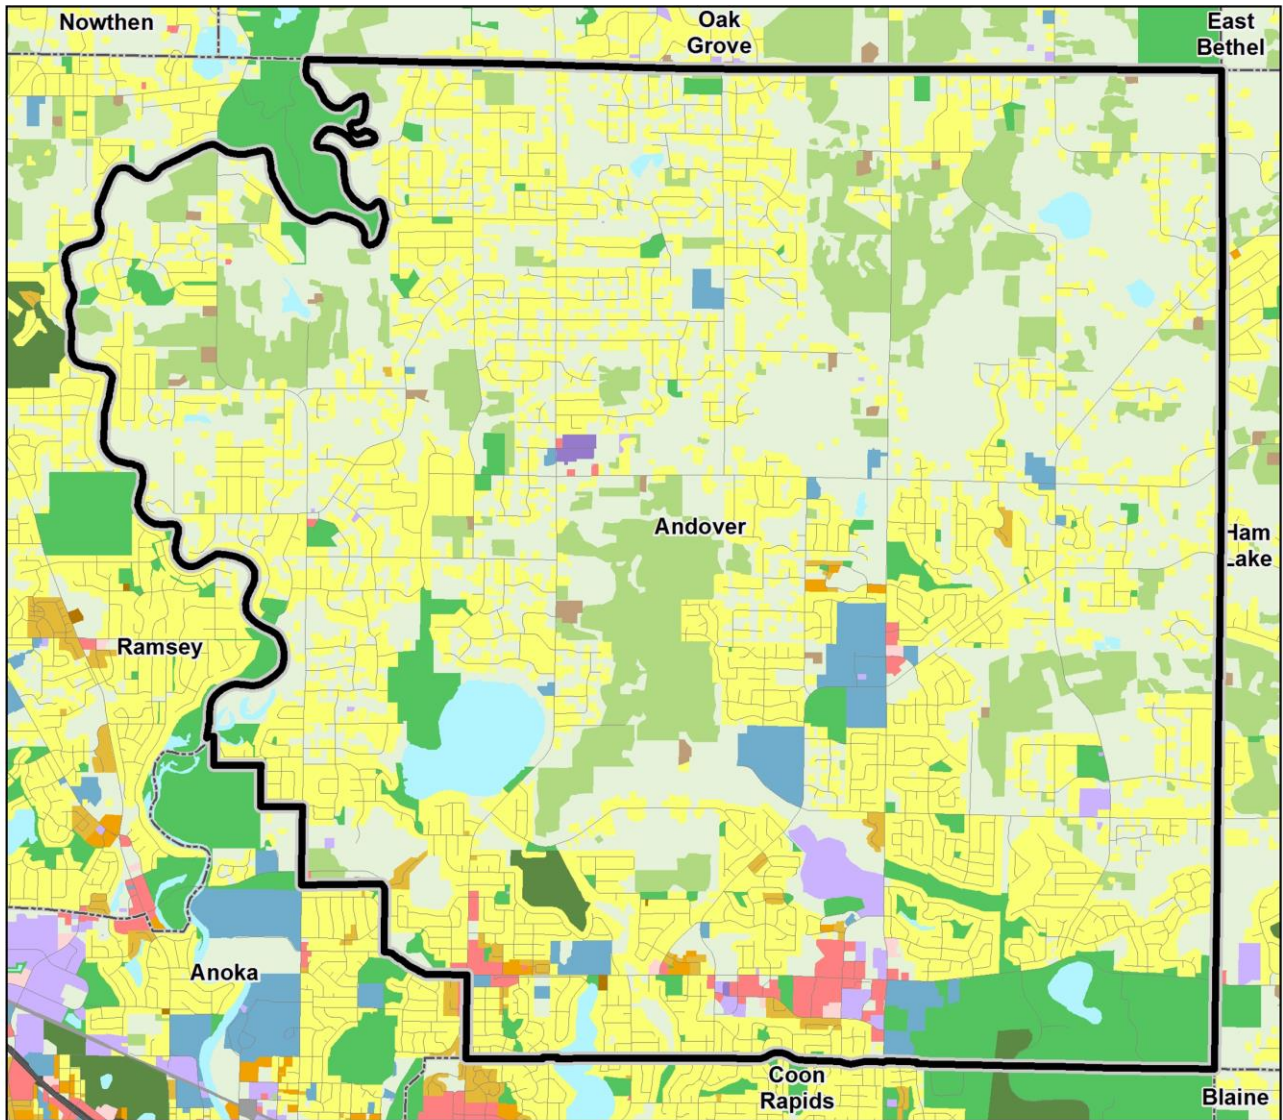 Nowthen
Oak
Grove
East
Bethel
Andover
Ham
Lake
Ramsey
Anoka
Coon
Rapids
Blaine